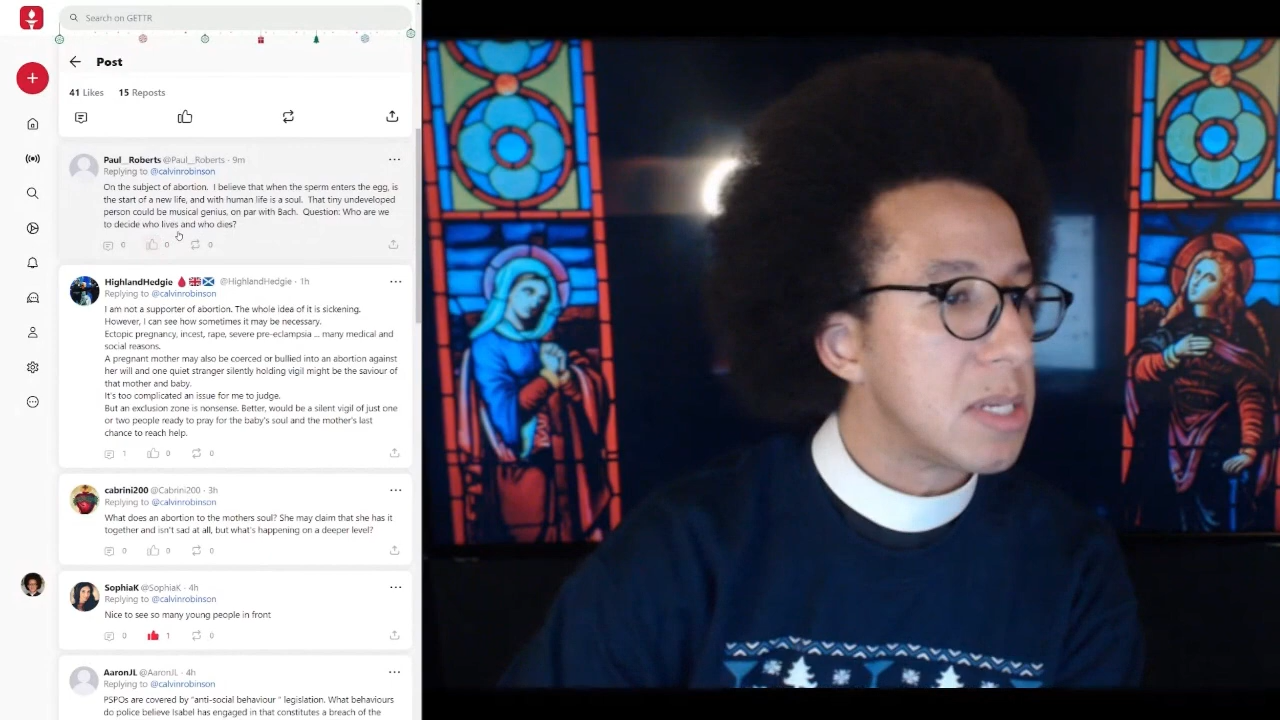 Search on GETTR
Post
41 Likes 15 Reposts
Paul_Roberts @Paul_Roberts · 9m
Replying to @calvinrobinson
On the subject of abortion. I believe that when the sperm enters the egg, is
the start of a new life, and with human life is a soul. That tiny undeveloped
person could be musical genius, on par with Bach. Question: Who are we
to decide who lives and who dies?
0 0 0
HighlandHedgie @HighlandHedgie · 1h
Replying to @calvinrobinson
I am not a supporter of abortion. The whole idea of it is sickening.
However, I can see how sometimes it may be necessary.
Ectopic pregnancy, incest, rape, severe pre-eclampsia ... many medical and
social reasons.
A pregnant mother may also be coerced or bullied into an abortion against
her will and one quiet stranger silently holding vigil might be the saviour of
that mother and baby.
It's too complicated an issue for me to judge.
But an exclusion zone is nonsense. Better, would be a silent vigil of just one
or two people ready to pray for the baby's soul and the mother's last
chance to reach help.
1 0 0
cabrini200 @Cabrini200 · 3h
Replying to @calvinrobinson
What does an abortion to the mothers soul? She may claim that she has it
together and isn't sad at all, but what's happening on a deeper level?
0 0 0
SophiaK @SophiaK · 4h
Replying to @calvinrobinson
Nice to see so many young people in front
0 1 0
AaronJL @AaronJL · 4h
Replying to @calvinrobinson
PSPOs are covered by "anti-social behaviour " legislation. What behaviours
do police believe Isabel has engaged in that constitutes a breach of the